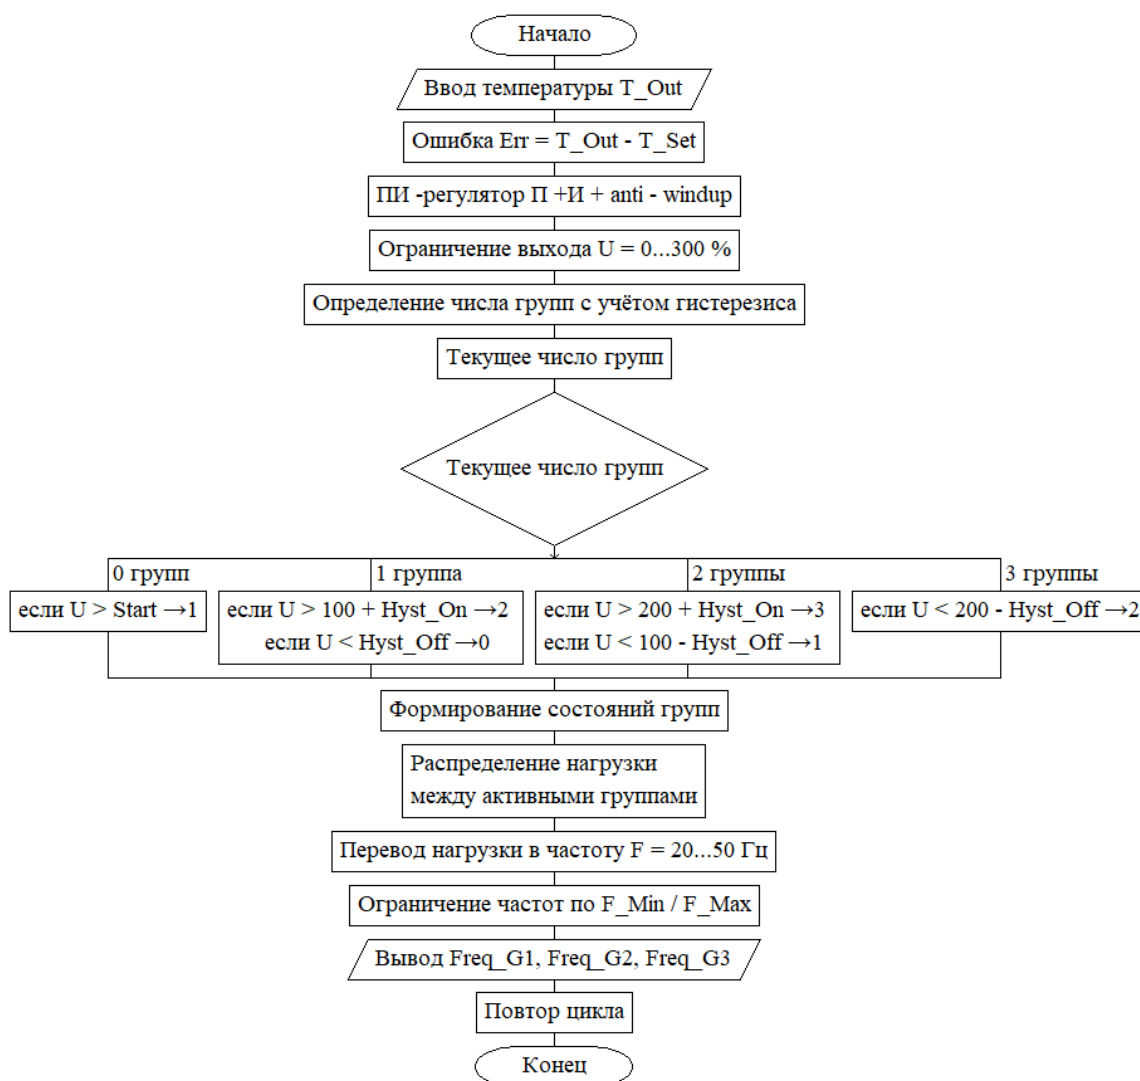 Начало
Ввод температуры T_Out
Ошибка Err = T_Out - T_Set
ПИ -регулятор П +И + anti - windup
Ограничение выхода U = 0...300 %
Определение числа групп с учётом гистерезиса
Текущее число групп
Текущее число групп
0 групп
1 группа
2 группы
3 группы
если U > Start →1
если U > 100 + Hyst_On →2
если U < Hyst_Off →0
если U > 200 + Hyst_On →3
если U < 100 - Hyst_Off →1
если U < 200 - Hyst_Off →2
Формирование состояний групп
Распределение нагрузки
между активными группами
Перевод нагрузки в частоту F = 20...50 Гц
Ограничение частот по F_Min / F_Max
Вывод Freq_G1, Freq_G2, Freq_G3
Повтор цикла
Конец